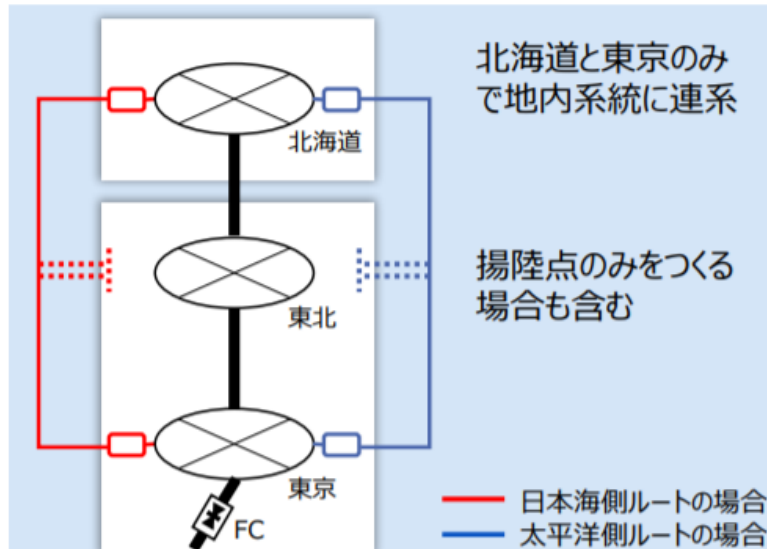 北海道と東京のみ
で地内系統に連系
北海道
揚陸点のみをつくる
場合も含む
東北
東京
FC
日本海側ルートの場合
太平洋側ルートの場合